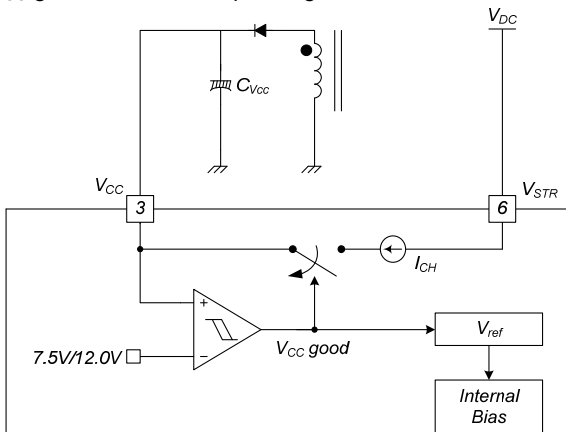 V_DC
C_Vcc
V_CC
3
6
V_STR
I_CH
+
7.5V/12.0V
−
V_CC good
V_ref
Internal
Bias